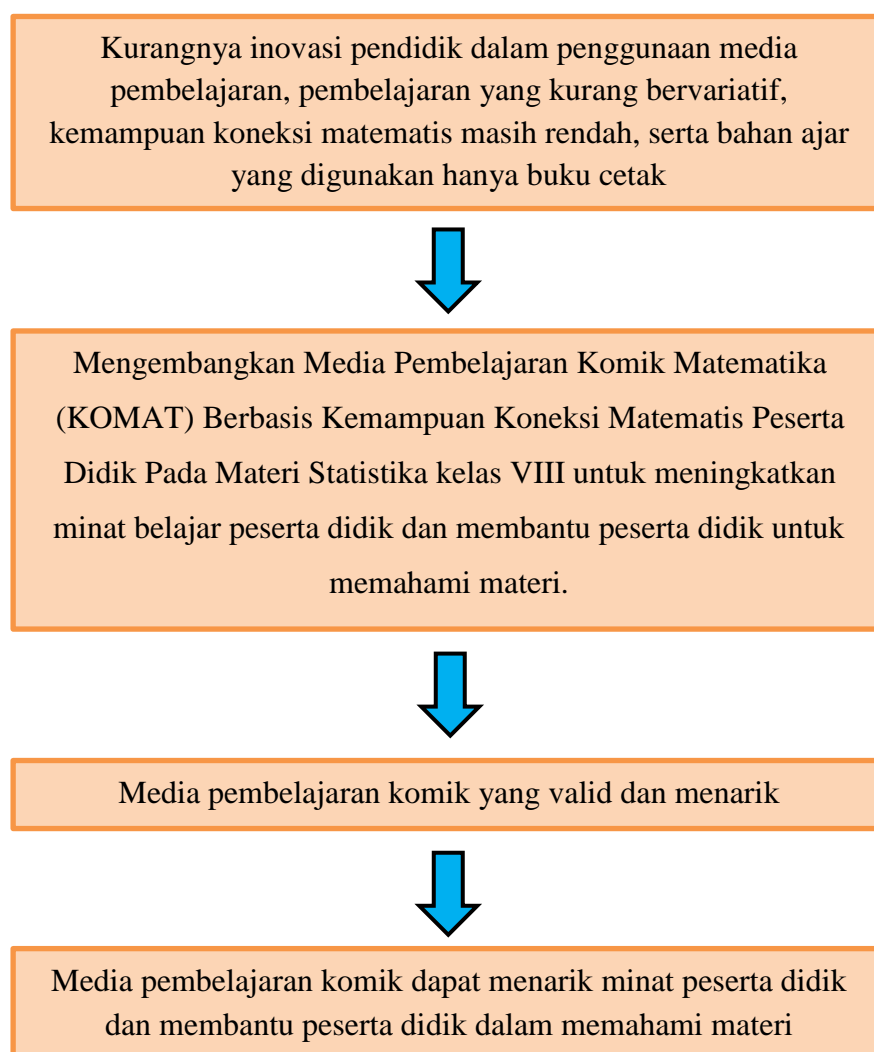 Kurangnya inovasi pendidik dalam penggunaan media
pembelajaran, pembelajaran yang kurang bervariatif,
kemampuan koneksi matematis masih rendah, serta bahan ajar
yang digunakan hanya buku cetak
Mengembangkan Media Pembelajaran Komik Matematika
(KOMAT) Berbasis Kemampuan Koneksi Matematis Peserta
Didik Pada Materi Statistika kelas VIII untuk meningkatkan
minat belajar peserta didik dan membantu peserta didik untuk
memahami materi.
Media pembelajaran komik yang valid dan menarik
Media pembelajaran komik dapat menarik minat peserta didik
dan membantu peserta didik dalam memahami materi